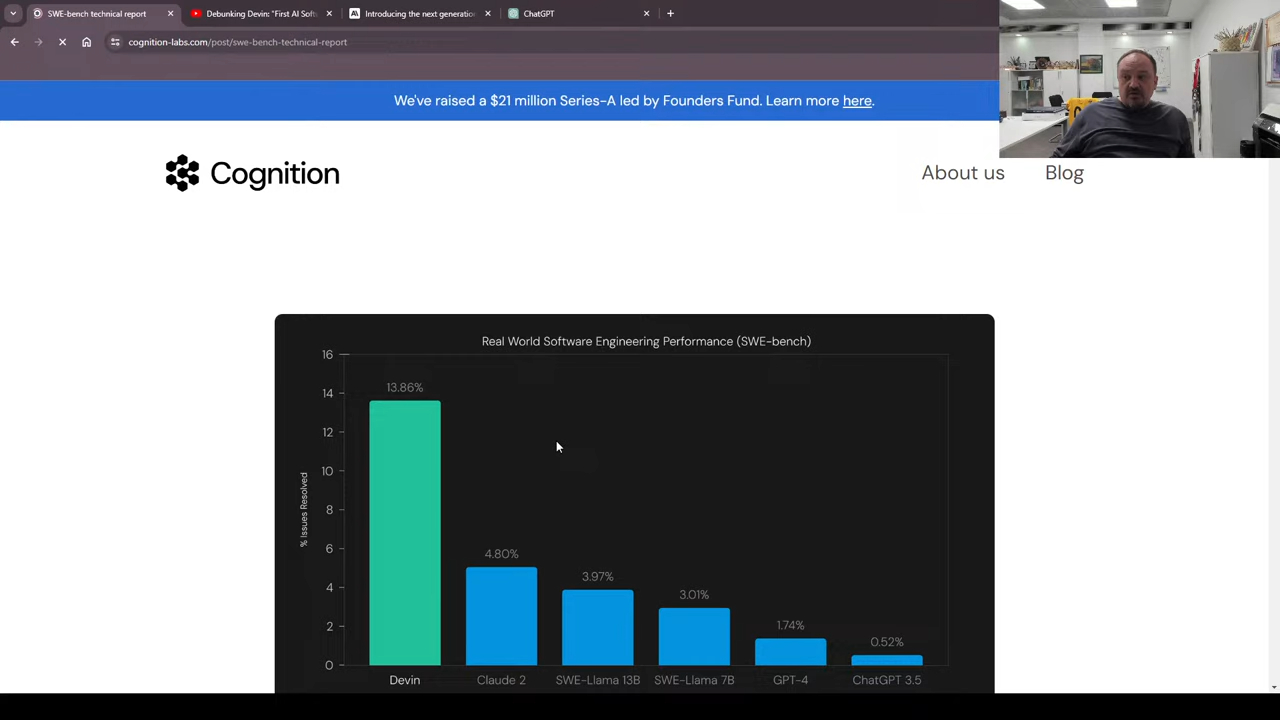 SWE-bench technical report
Debunking Devin: "First AI Soft
Introducing the next generation
ChatGPT
cognition-labs.com/post/swe-bench-technical-report
We've raised a $21 million Series-A led by Founders Fund. Learn more here.
Cognition
About us
Blog
Real World Software Engineering Performance (SWE-bench)
% Issues Resolved
16
14
12
10
8
6
4
2
0
13.86%
4.80%
3.97%
3.01%
1.74%
0.52%
Devin
Claude 2
SWE-Llama 13B
SWE-Llama 7B
GPT-4
ChatGPT 3.5